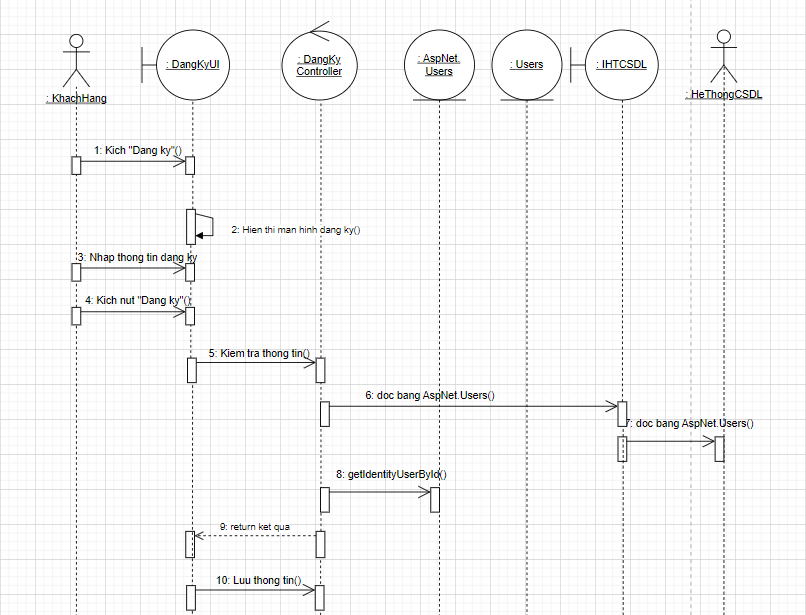 : KhachHang
: DangKyUI
: DangKy
Controller
: AspNet.
Users
: Users
: IHTCSDL
: HeThongCSDL
1: Kich "Dang ky"()
2: Hien thi man hinh dang ky()
3: Nhap thong tin dang ky
4: Kich nut "Dang ky"()
5: Kiem tra thong tin()
6: doc bang AspNet.Users()
7: doc bang AspNet.Users()
8: getIdentityUserById()
9: return ket qua
10: Luu thong tin()